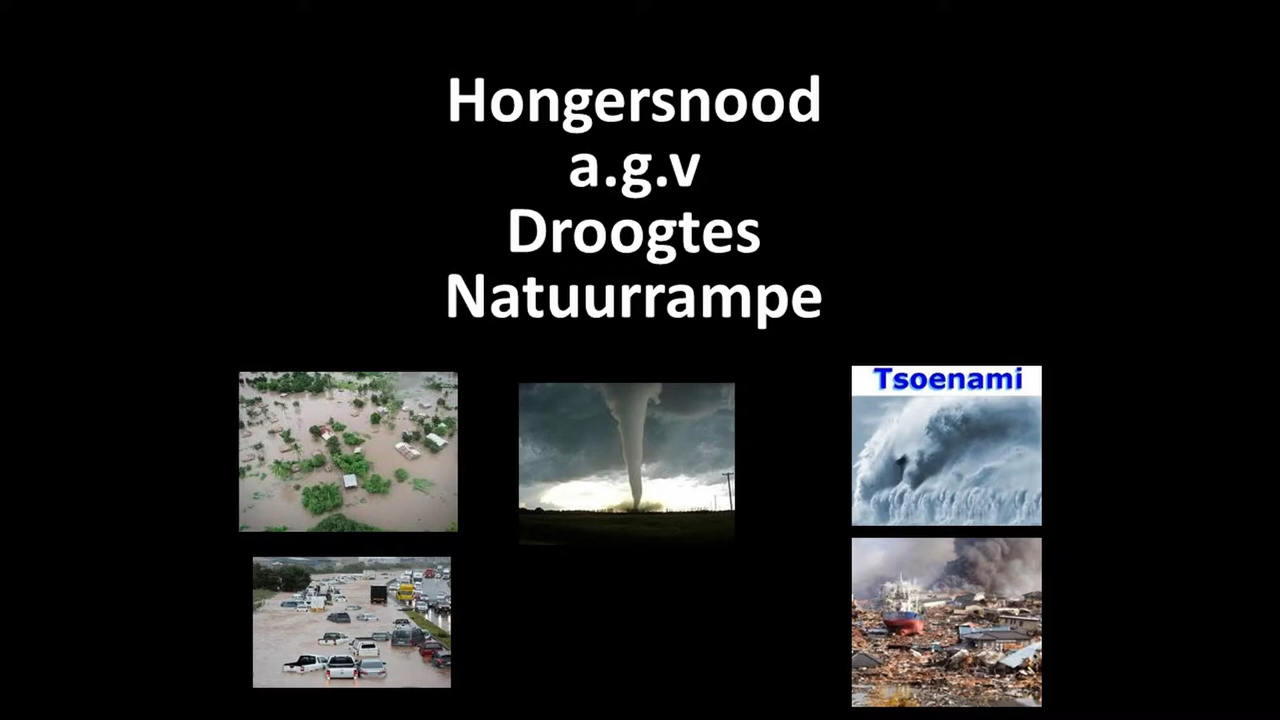 Hongersnood
a.g.v
Droogtes
Natuurrampe
Tsoenami